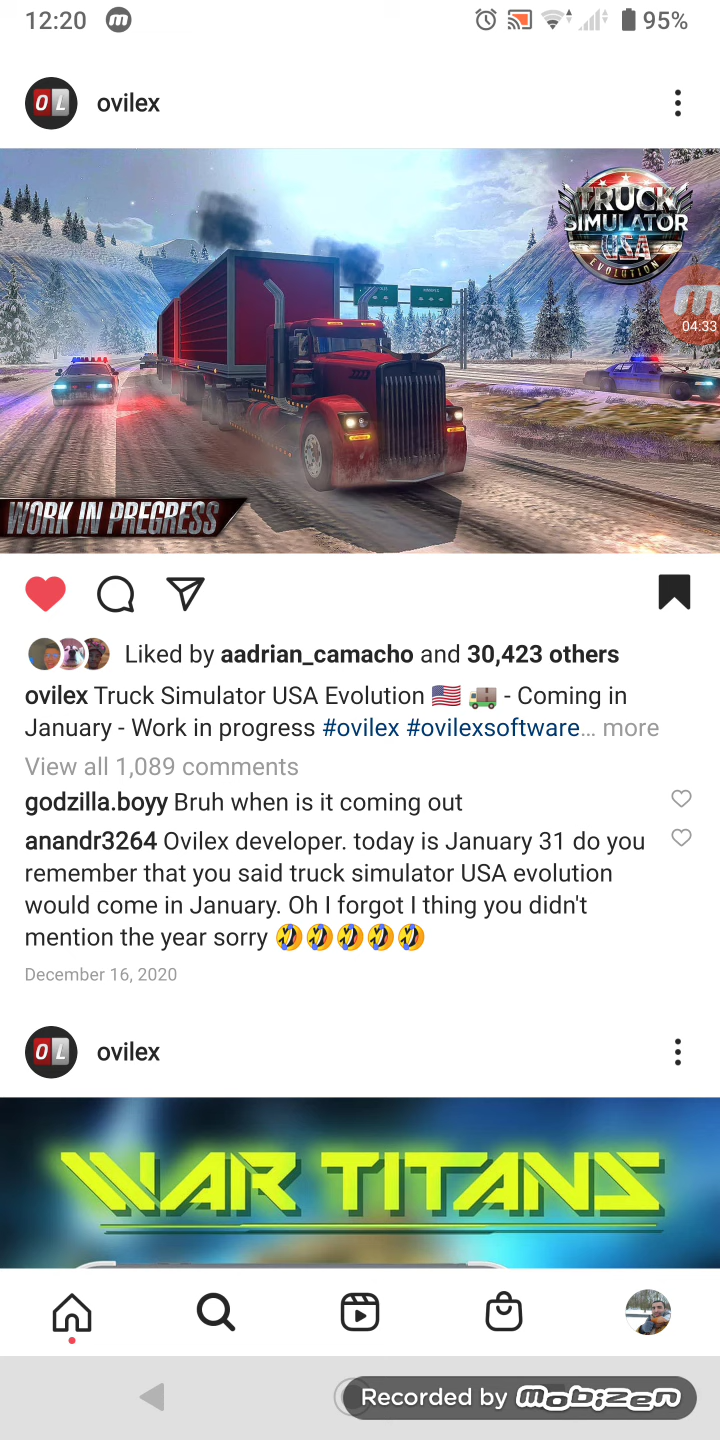 12:20
95%
OL ovilex
TRUCK
SIMULATOR
USA
EVOLUTION
04:33
WORK IN PREGRESS
Liked by aadrian_camacho and 30,423 others
ovilex Truck Simulator USA Evolution 🇺🇸 🚚 - Coming in
January - Work in progress #ovilex #ovilexsoftware... more
View all 1,089 comments
godzilla.boyy Bruh when is it coming out
anandr3264 Ovilex developer. today is January 31 do you
remember that you said truck simulator USA evolution
would come in January. Oh I forgot I thing you didn't
mention the year sorry 🤣🤣🤣🤣🤣
December 16, 2020
OL ovilex
WAR TITANS
Recorded by Mobizen